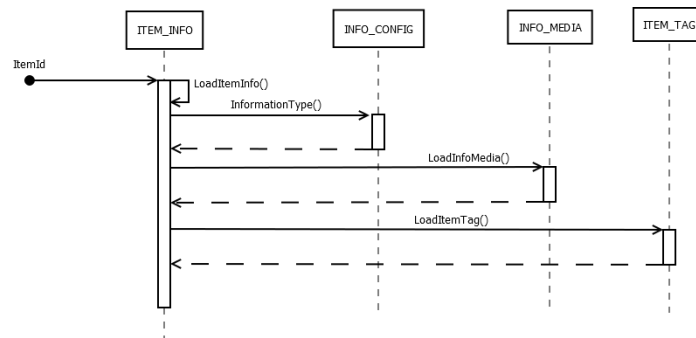 ITEM_INFO
INFO_CONFIG
INFO_MEDIA
ITEM_TAG
ItemId
LoadItemInfo()
InformationType()
LoadInfoMedia()
LoadItemTag()